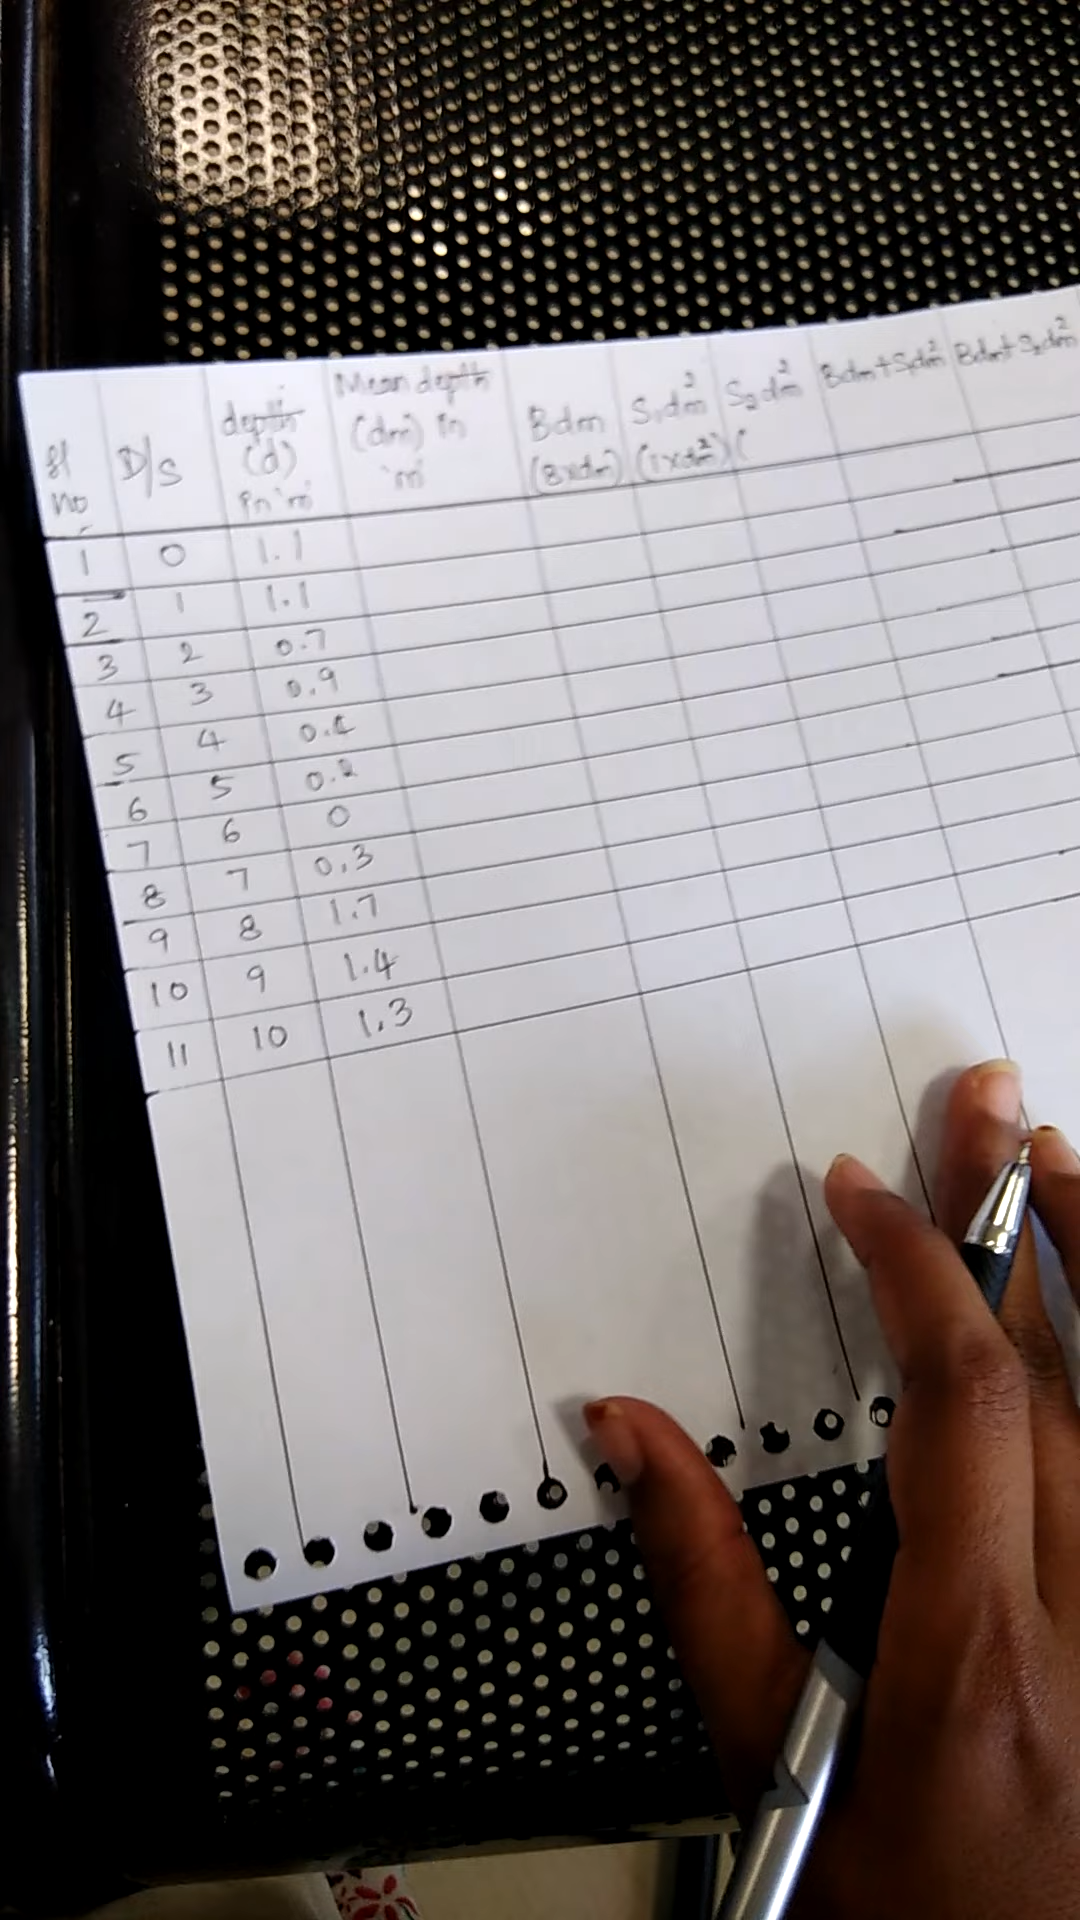 Sl No D/S depth (d) in 'm' Mean depth (dm) in 'm' Bdm (8xdm) S₁dm² (1xdm²) S₂dm² ( Bdm+S₁dm² Bdm+S₂dm²
1 0 1.1
2 1 1.1
3 2 0.7
4 3 0.9
5 4
6 5 0.2
7 6 0
8 7 0.3
9 8 1.7
10 9 1.4
11 10 1.3